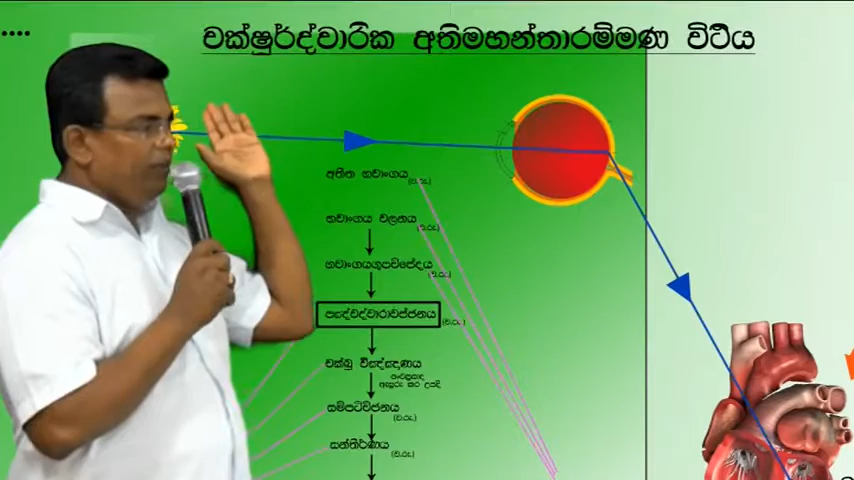 ....
චක්ෂුර්ද්වාරික අතිමහන්තාරම්මණ වීථිය
අතීත භවාංගය
(ව.රූ.)
භවාංගය චලනය
(ව.රූ.)
භවාංගයුපච්ඡේදය
(ව.රූ.)
පඤ්චද්වාරාවජ්ජනය
(ව.රූ.)
චක්ඛු විඤ්ඤාණය
සම්පටිච්ජනය
(ව.රූ.)
සන්තීරණය
(ව.රූ.)